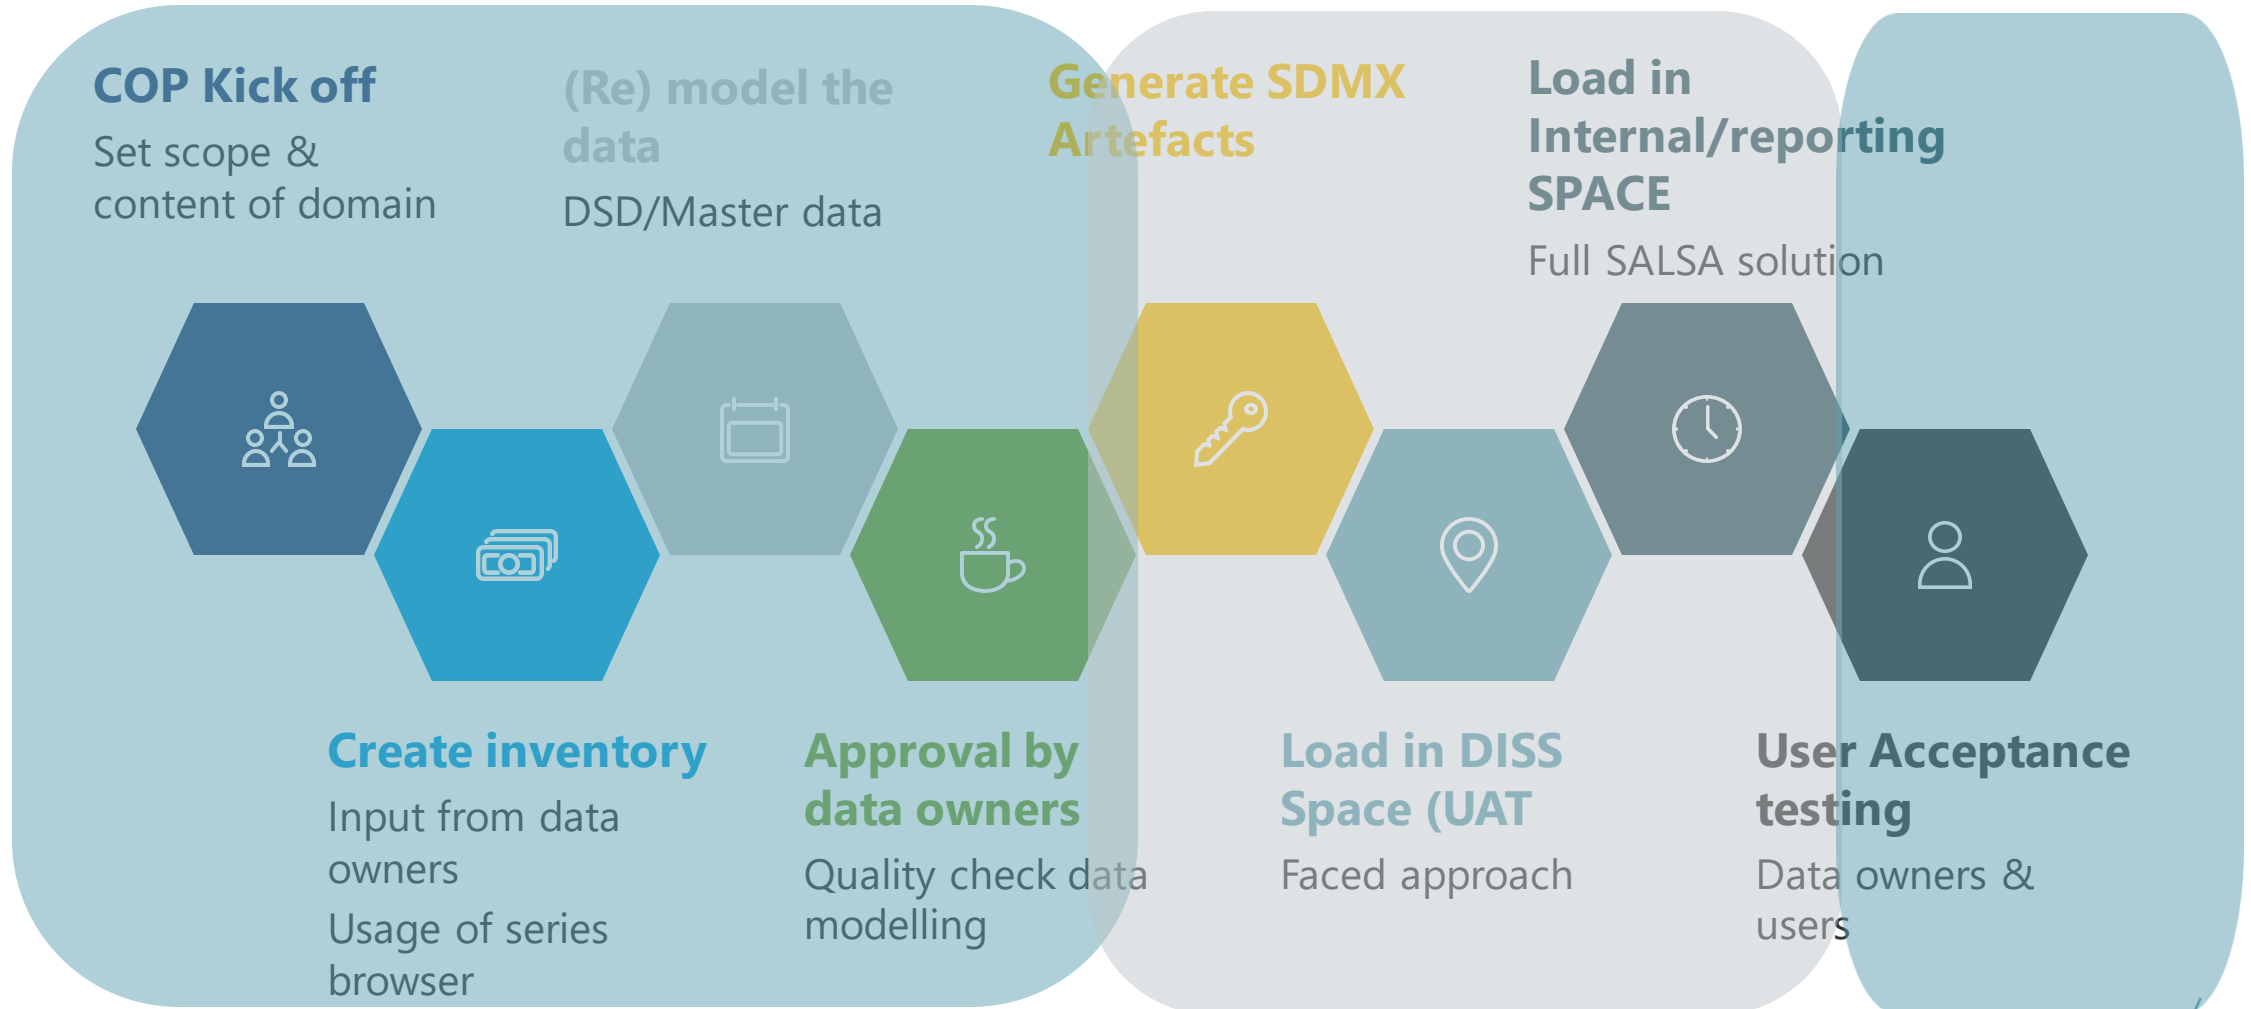 COP Kick off
Set scope &
content of domain
(Re) model the
data
DSD/Master data
Generate SDMX
Artefacts
Load in
Internal/reporting
SPACE
Full SALSA solution
Create inventory
Input from data
owners
Usage of series
browser
Approval by
data owners
Quality check data
modelling
Load in DISS
Space (UAT
Faced approach
User Acceptance
testing
Data owners &
users